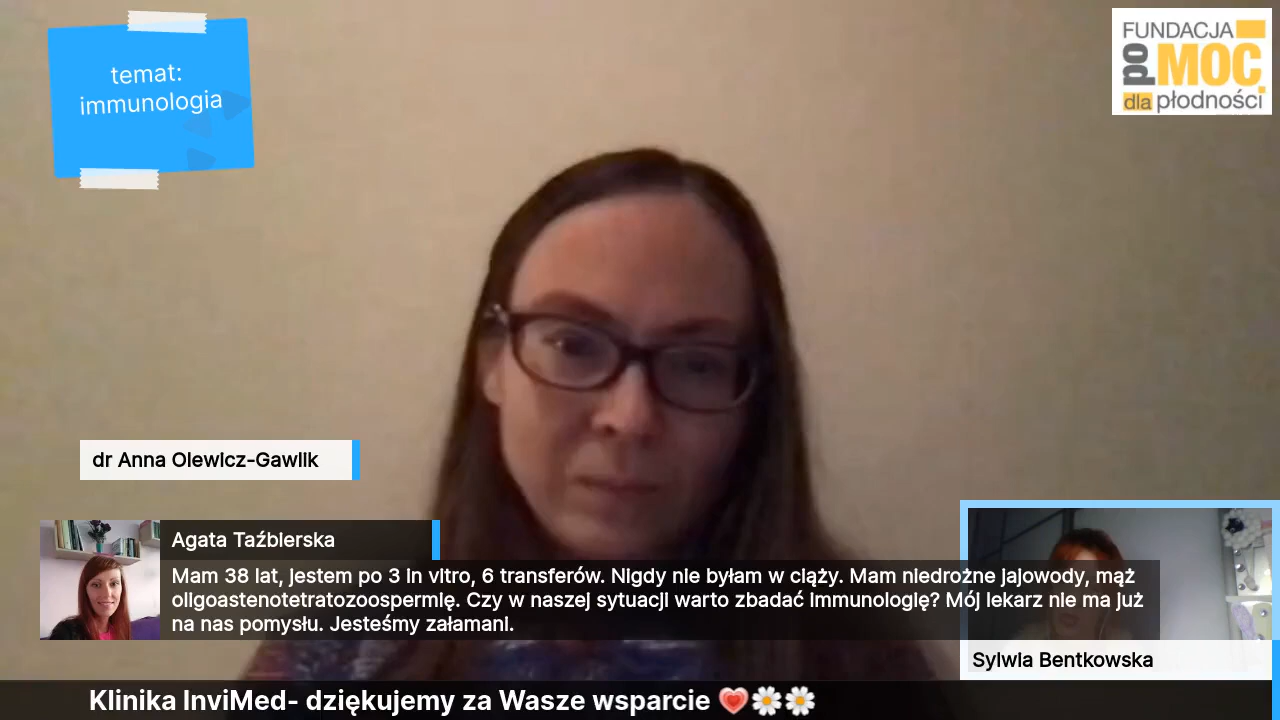 temat:
immunologia
FUNDACJA
po
MOC
dla płodności
dr Anna Olewicz-Gawlik
Agata Taźbierska
Mam 38 lat, jestem po 3 in vitro, 6 transferów. Nigdy nie byłam w ciąży. Mam niedrożne jajowody, mąż
oligoastenotetratozoospermię. Czy w naszej sytuacji warto zbadać immunologię? Mój lekarz nie ma już
na nas pomysłu. Jesteśmy załamani.
Sylwia Bentkowska
Klinika InviMed- dziękujemy za Wasze wsparcie 💗🌼🌼